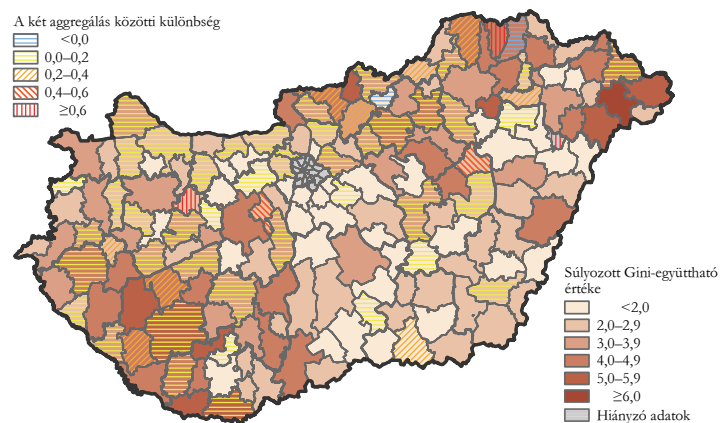 A két aggregálás közötti különbség
<0,0
0,0–0,2
0,2–0,4
0,4–0,6
≥0,6
Súlyozott Gini-együttható
értéke
<2,0
2,0–2,9
3,0–3,9
4,0–4,9
5,0–5,9
≥6,0
Hiányzó adatok